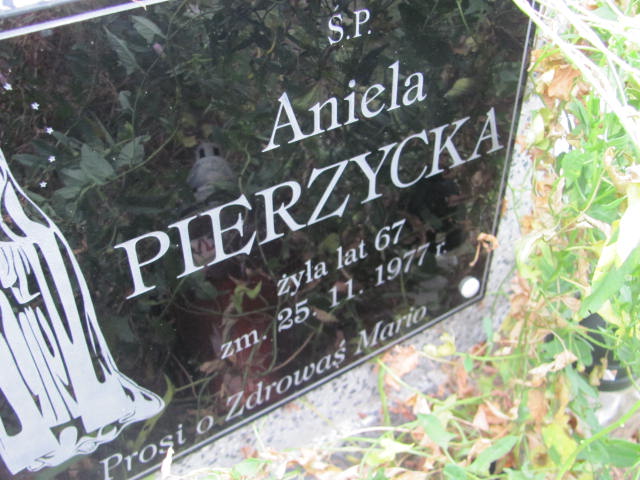 Ś.P.
Aniela
PIERZYCKA
żyła lat 67
zm. 25. 11. 1977 r.
Prosi o Zdrowaś Mario